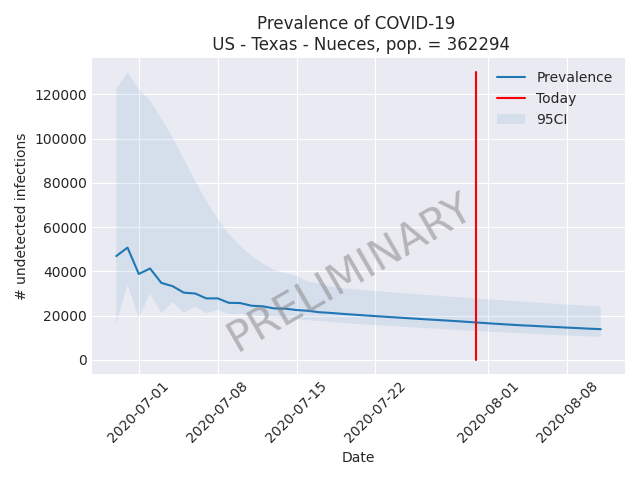 Prevalence of COVID-19
US - Texas - Nueces, pop. = 362294
# undetected infections
120000
100000
80000
60000
40000
20000
0
Prevalence
Today
95CI
PRELIMINARY
2020-07-01
2020-07-08
2020-07-15
2020-07-22
2020-08-01
2020-08-08
Date